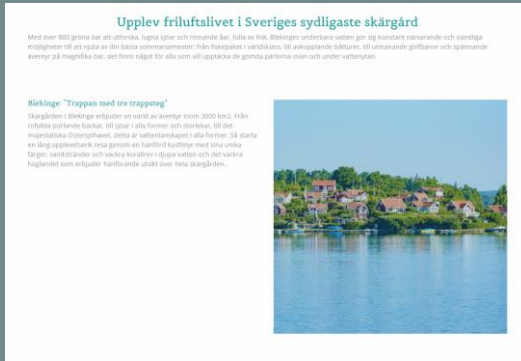 Upplev friluftslivet i Sveriges sydligaste skärgård
Med över 800 gröna öar att utforska, lugna sjöar och rinnande åar, fulla av fisk, Blekinges underbara vatten gör sig konstant närvarande och oändliga
möjligheter till att njuta av din bästa sommarsemester: från fiskepaket i världsklass, till avkopplande båtturer, till utmanande golfbanor och spännande
äventyr på magnifika öar, det finns något för alla som vill upptäcka de gömda pärlorna ovan och under vattenytan.
Blekinge: "Trappan med tre trappsteg"
Skärgården i Blekinge erbjuder en värld av äventyr inom 3000 km2. Från
rofyllda porlande bäckar, till sjöar i alla former och storlekar, till det
majestätiska Östersjöhavet, detta är vattenlandskapet i alla former. Så starta
en lång upplevelserik resa genom en hänförd kustlinje med sina unika
färger, sandstränder och vackra korallrev i djupa vatten och det vackra
höglandet som erbjuder hänförande utsikt över hela skärgården.